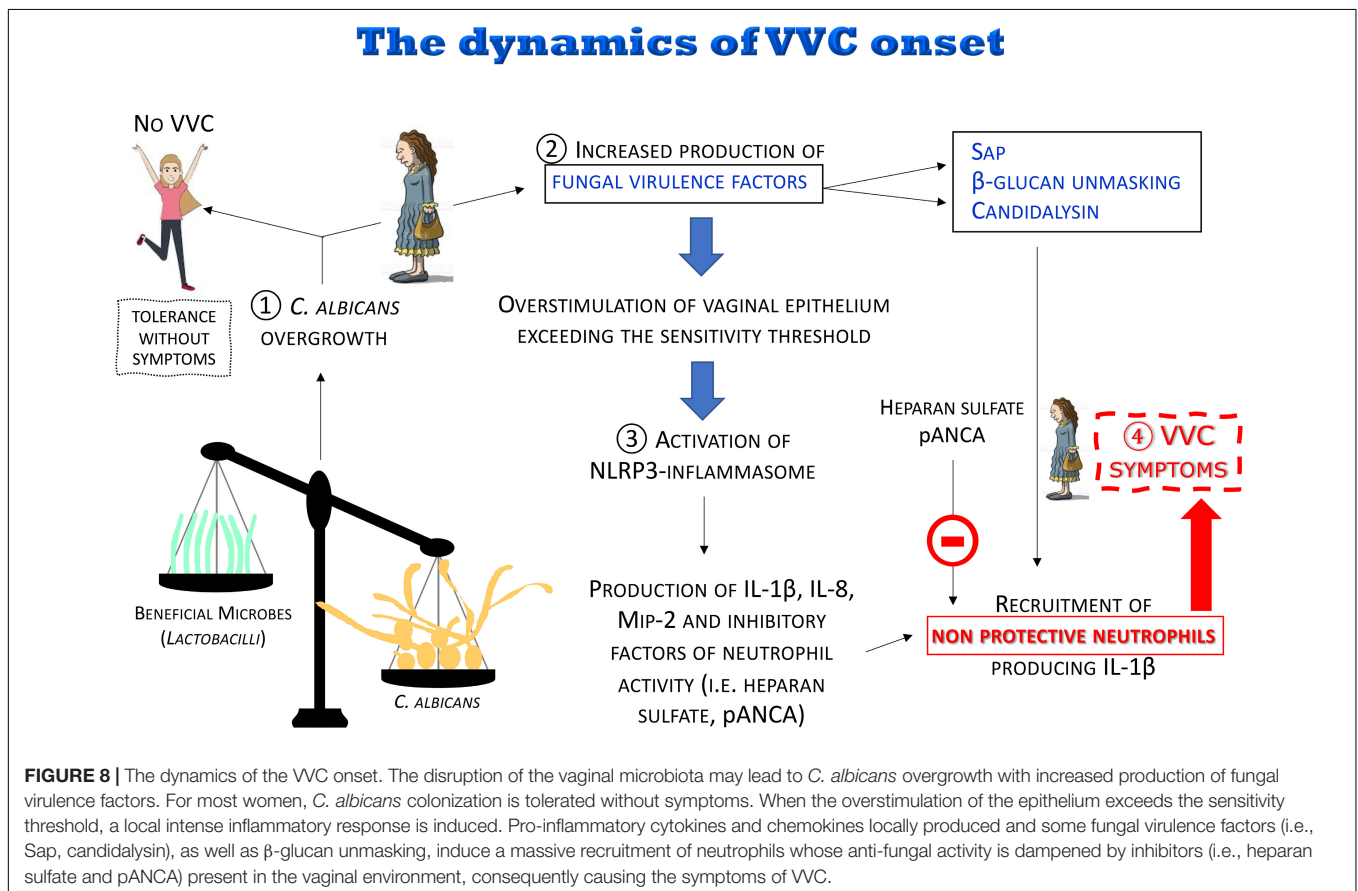 The dynamics of VVC onset
No VVC
TOLERANCE
WITHOUT
SYMPTOMS
① C. ALBICANS
OVERGROWTH
BENEFICIAL MICROBES
(LACTOBACILLI)
C. ALBICANS
② INCREASED PRODUCTION OF
FUNGAL VIRULENCE FACTORS
SAP
β-GLUCAN UNMASKING
CANDIDALYSIN
OVERSTIMULATION OF VAGINAL EPITHELIUM
EXCEEDING THE SENSITIVITY THRESHOLD
③ ACTIVATION OF
NLRP3-INFLAMMASOME
PRODUCTION OF IL-1β, IL-8,
MIP-2 AND INHIBITORY
FACTORS OF NEUTROPHIL
ACTIVITY (I.E. HEPARAN
SULFATE, PANCA)
HEPARAN SULFATE
PANCA
RECRUITMENT OF
NON PROTECTIVE NEUTROPHILS
PRODUCING IL-1β
④ VVC
SYMPTOMS
FIGURE 8 | The dynamics of the VVC onset. The disruption of the vaginal microbiota may lead to C. albicans overgrowth with increased production of fungal
virulence factors. For most women, C. albicans colonization is tolerated without symptoms. When the overstimulation of the epithelium exceeds the sensitivity
threshold, a local intense inflammatory response is induced. Pro-inflammatory cytokines and chemokines locally produced and some fungal virulence factors (i.e.,
Sap, candidalysin), as well as β-glucan unmasking, induce a massive recruitment of neutrophils whose anti-fungal activity is dampened by inhibitors (i.e., heparan
sulfate and pANCA) present in the vaginal environment, consequently causing the symptoms of VVC.